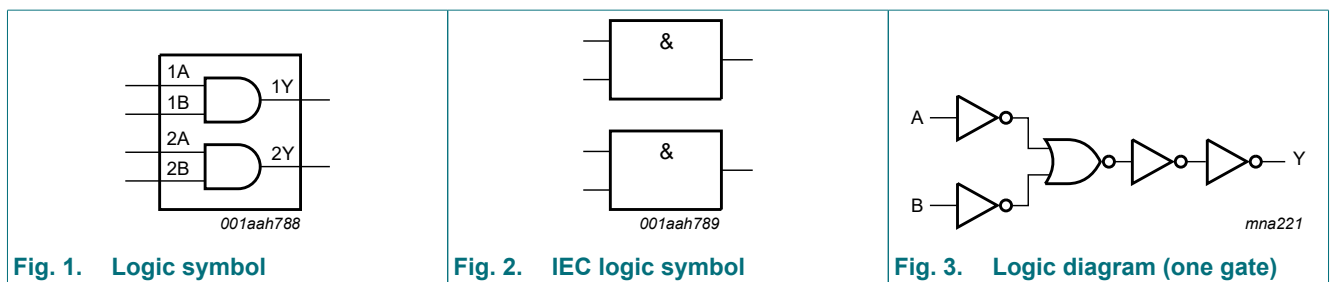 1A
1B
1Y
2A
2B
2Y
001aah788
Fig. 1. Logic symbol
&
&
001aah789
Fig. 2. IEC logic symbol
A
B
Y
mna221
Fig. 3. Logic diagram (one gate)